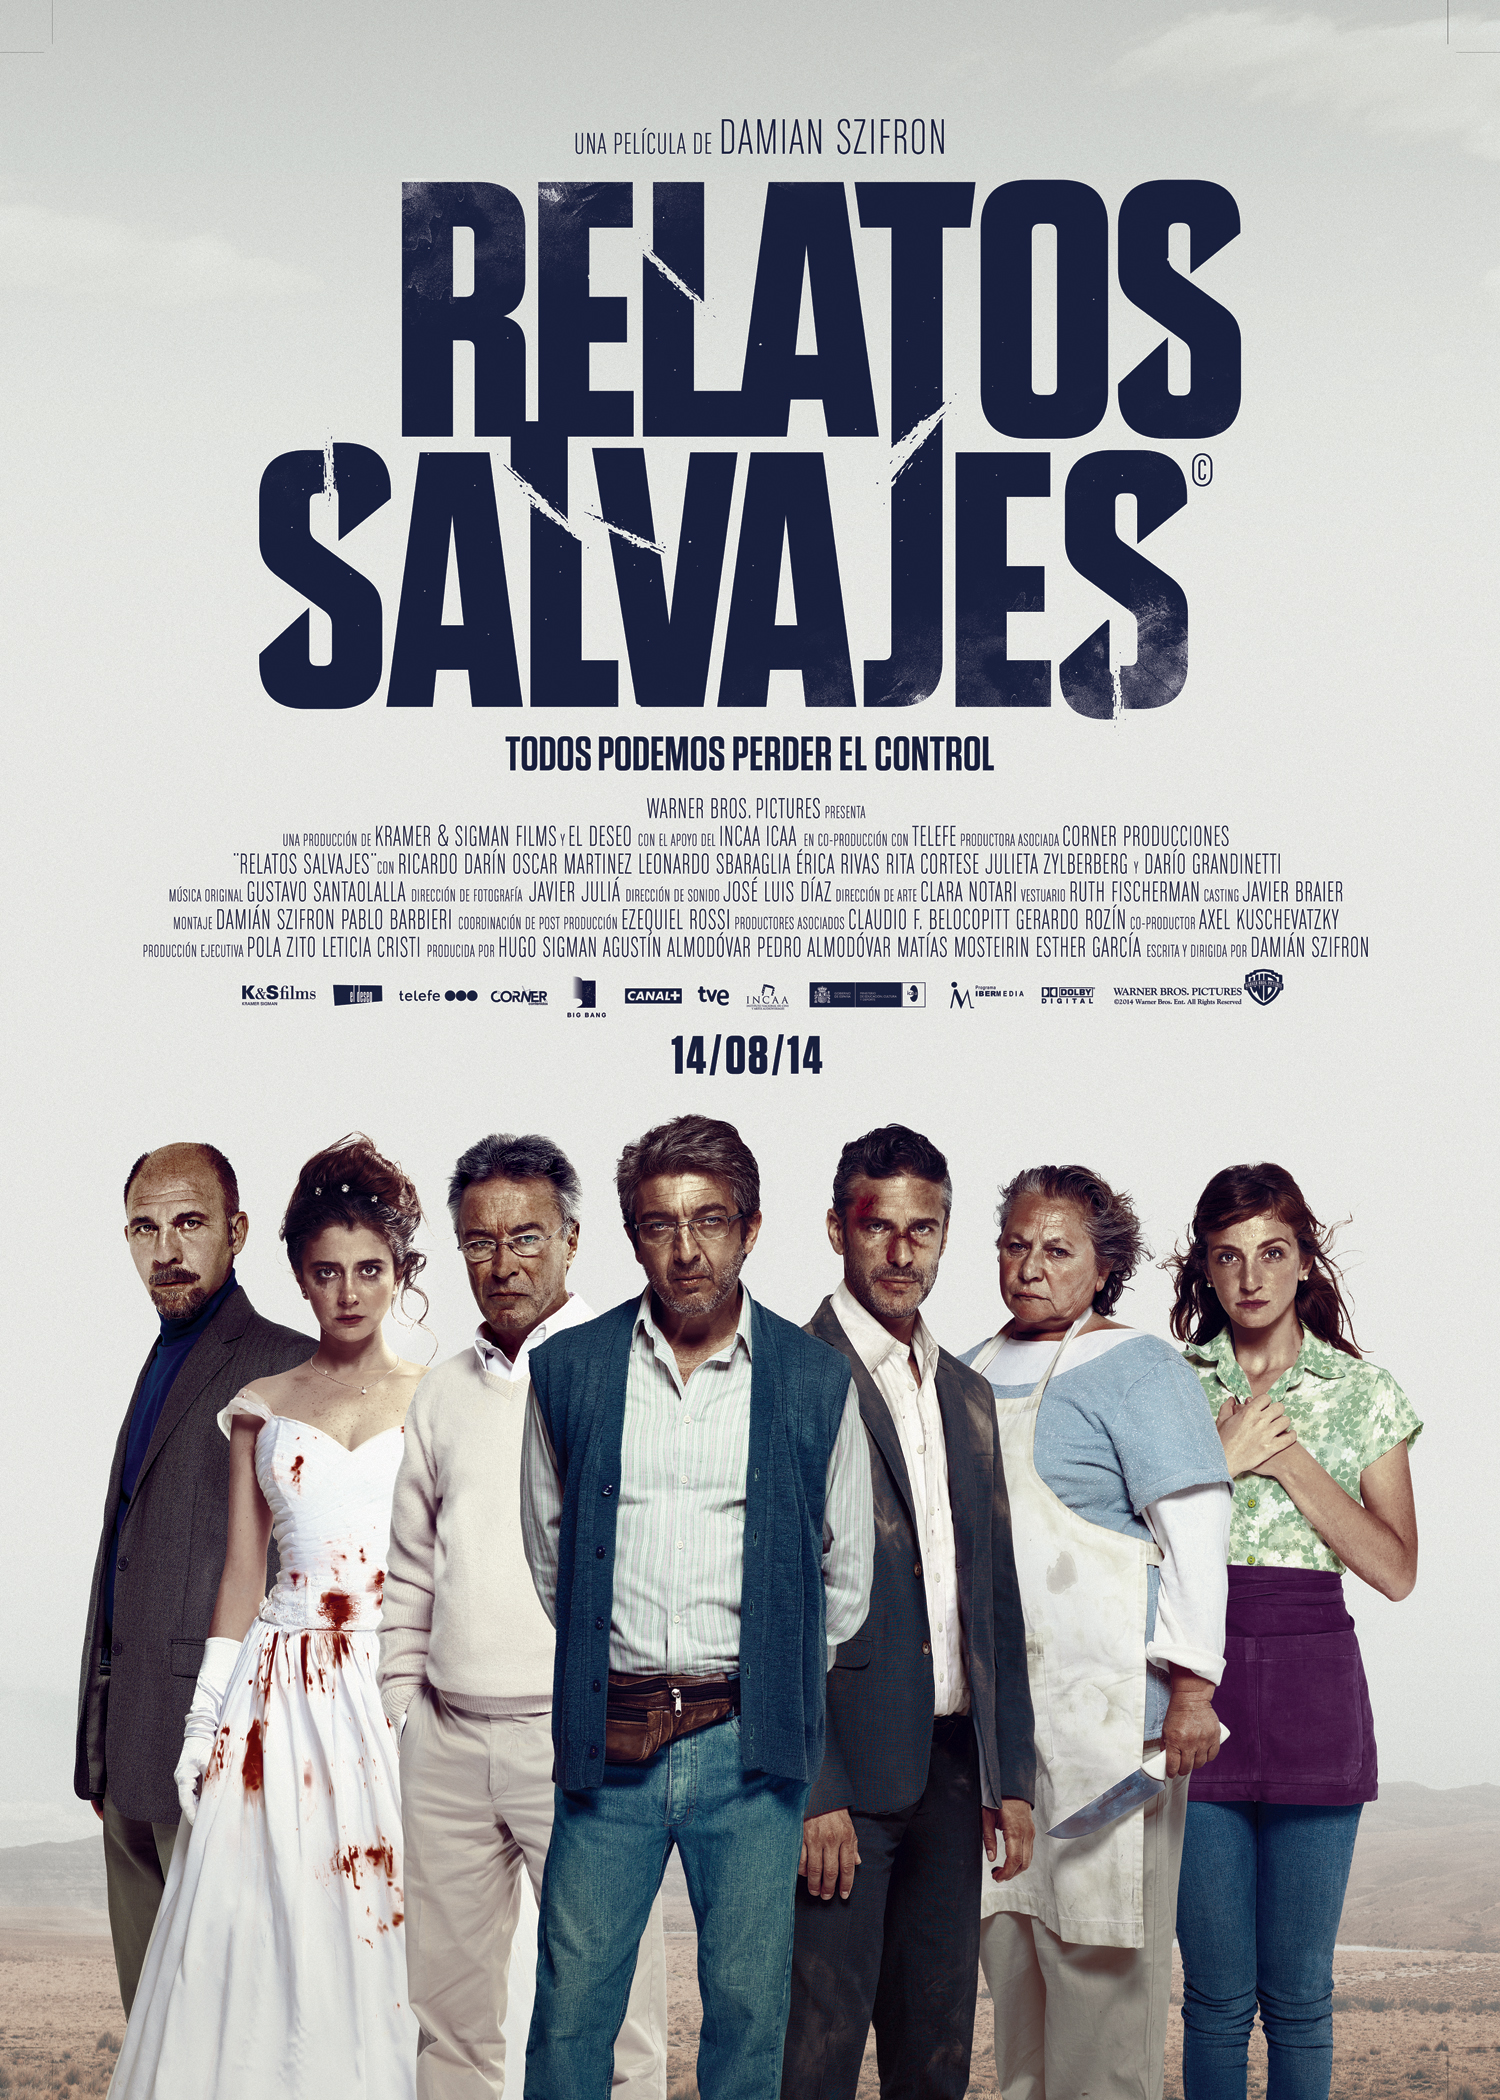 UNA PELÍCULA DE DAMIAN SZIFRON
RELATOS
SALVAJES©
TODOS PODEMOS PERDER EL CONTROL
WARNER BROS. PICTURES PRESENTA
UNA PRODUCCIÓN DE KRAMER & SIGMAN FILMS Y EL DESEO CON EL APOYO DEL INCAA ICAA EN CO-PRODUCCIÓN CON TELEFE PRODUCTORA ASOCIADA CORNER PRODUCCIONES
"RELATOS SALVAJES" CON RICARDO DARÍN OSCAR MARTINEZ LEONARDO SBARAGLIA ÉRICA RIVAS RITA CORTESE JULIETA ZYLBERBERG Y DARÍO GRANDINETTI
MÚSICA ORIGINAL GUSTAVO SANTAOLALLA DIRECCIÓN DE FOTOGRAFÍA JAVIER JULIÁ DIRECCIÓN DE SONIDO JOSÉ LUIS DÍAZ DIRECCIÓN DE ARTE CLARA NOTARI VESTUARIO RUTH FISCHERMAN CASTING JAVIER BRAIER
MONTAJE DAMIÁN SZIFRON PABLO BARBIERI COORDINACIÓN DE POST PRODUCCIÓN EZEQUIEL ROSSI PRODUCTORES ASOCIADOS CLAUDIO F. BELOCOPITT GERARDO ROZÍN CO-PRODUCTOR AXEL KUSCHEVATZKY
PRODUCCIÓN EJECUTIVA POLA ZITO LETICIA CRISTI PRODUCIDA POR HUGO SIGMAN AGUSTÍN ALMODÓVAR PEDRO ALMODÓVAR MATÍAS MOSTEIRIN ESTHER GARCÍA ESCRITA Y DIRIGIDA POR DAMIÁN SZIFRON
K&Sfilms KRAMER SIGMAN el deseo telefe CORNER BIG BANG CANAL+ tve INCAA Programa IBERMEDIA DOLBY DIGITAL WARNER BROS. PICTURES
©2014 Warner Bros. Ent. All Rights Reserved
14/08/14